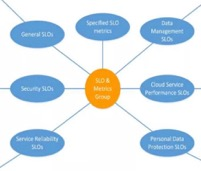 Specified SLO
metrics
Data
Management
SLOs
General SLOs
Security SLOs
SLO &
Metrics
Group
Cloud Service
Performance SLOs
Service Reliability
SLOs
Personal Data
Protection SLOs